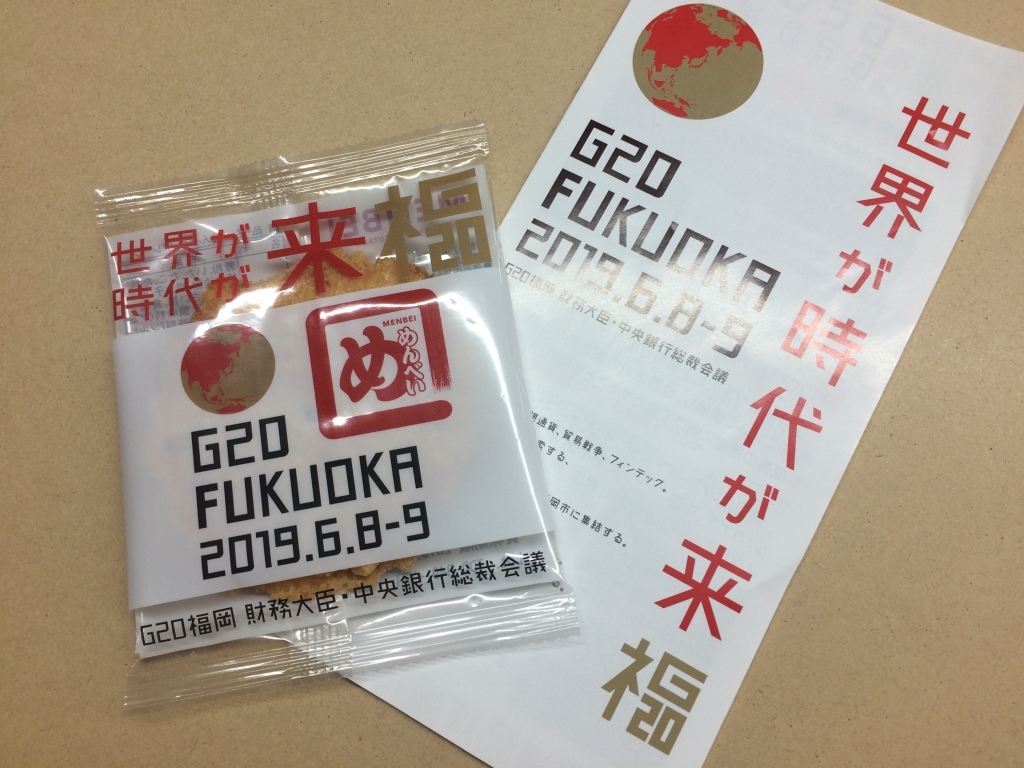 世界が
時代が
来福
G20
MENBEI
めんべい
め
G20
FUKUOKA
2019.6.8-9
G20福岡 財務大臣・中央銀行総裁会議
G20
FUKUOKA
2019.6.8-9
G20福岡 財務大臣・中央銀行総裁会議
世界が時代が来福
G20
通貨、貿易戦争、フィンテック。
する、
岡市に集結する。